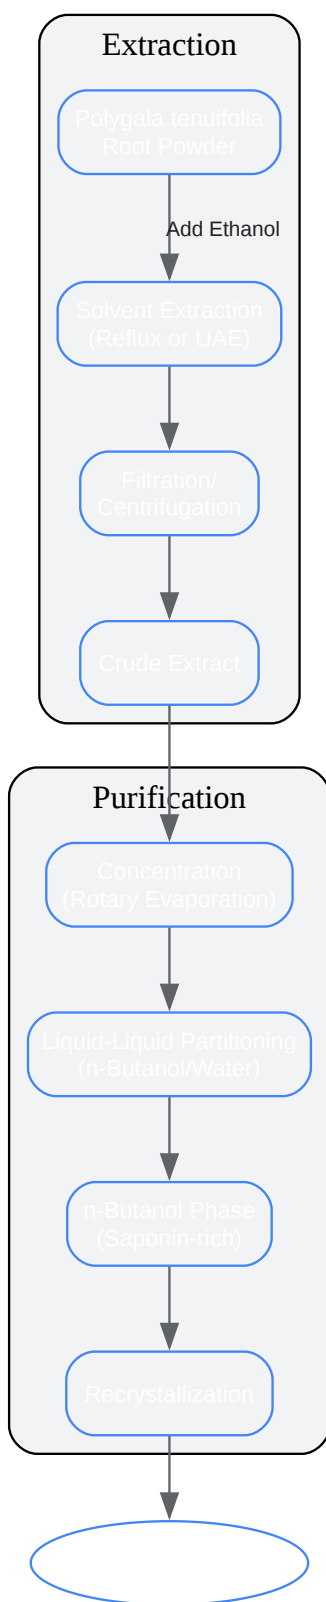 Extraction
Polygala tenuifolia
Root Powder
Add Ethanol
Solvent Extraction
(Reflux or UAE)
Filtration/
Centrifugation
Crude Extract
Purification
Concentration
(Rotary Evaporation)
Liquid-Liquid Partitioning
(n-Butanol/Water)
n-Butanol Phase
(Saponin-rich)
Recrystallization